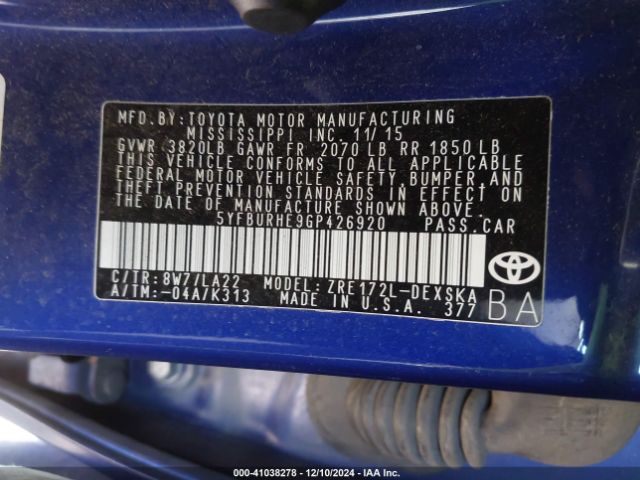 MFD.BY:TOYOTA MOTOR MANUFACTURING
MISSISSIPPI INC. 11/15
GVWR 3820LB GAWR FR 2070 LB RR 1850 LB
THIS VEHICLE CONFORMS TO ALL APPLICABLE
FEDERAL MOTOR VEHICLE SAFETY, BUMPER, AND
THEFT PREVENTION STANDARDS IN EFFECT ON
THE DATE OF MANUFACTURE SHOWN ABOVE.
5YFBURHE9GP426920 PASS.CAR
C/TR: 8W7/LA22 MODEL: ZRE172L-DEXSKA
A/TM:-04A/K313 MADE IN U.S.A. 377
BA
000-41038278 - 12/10/2024 - IAA Inc.